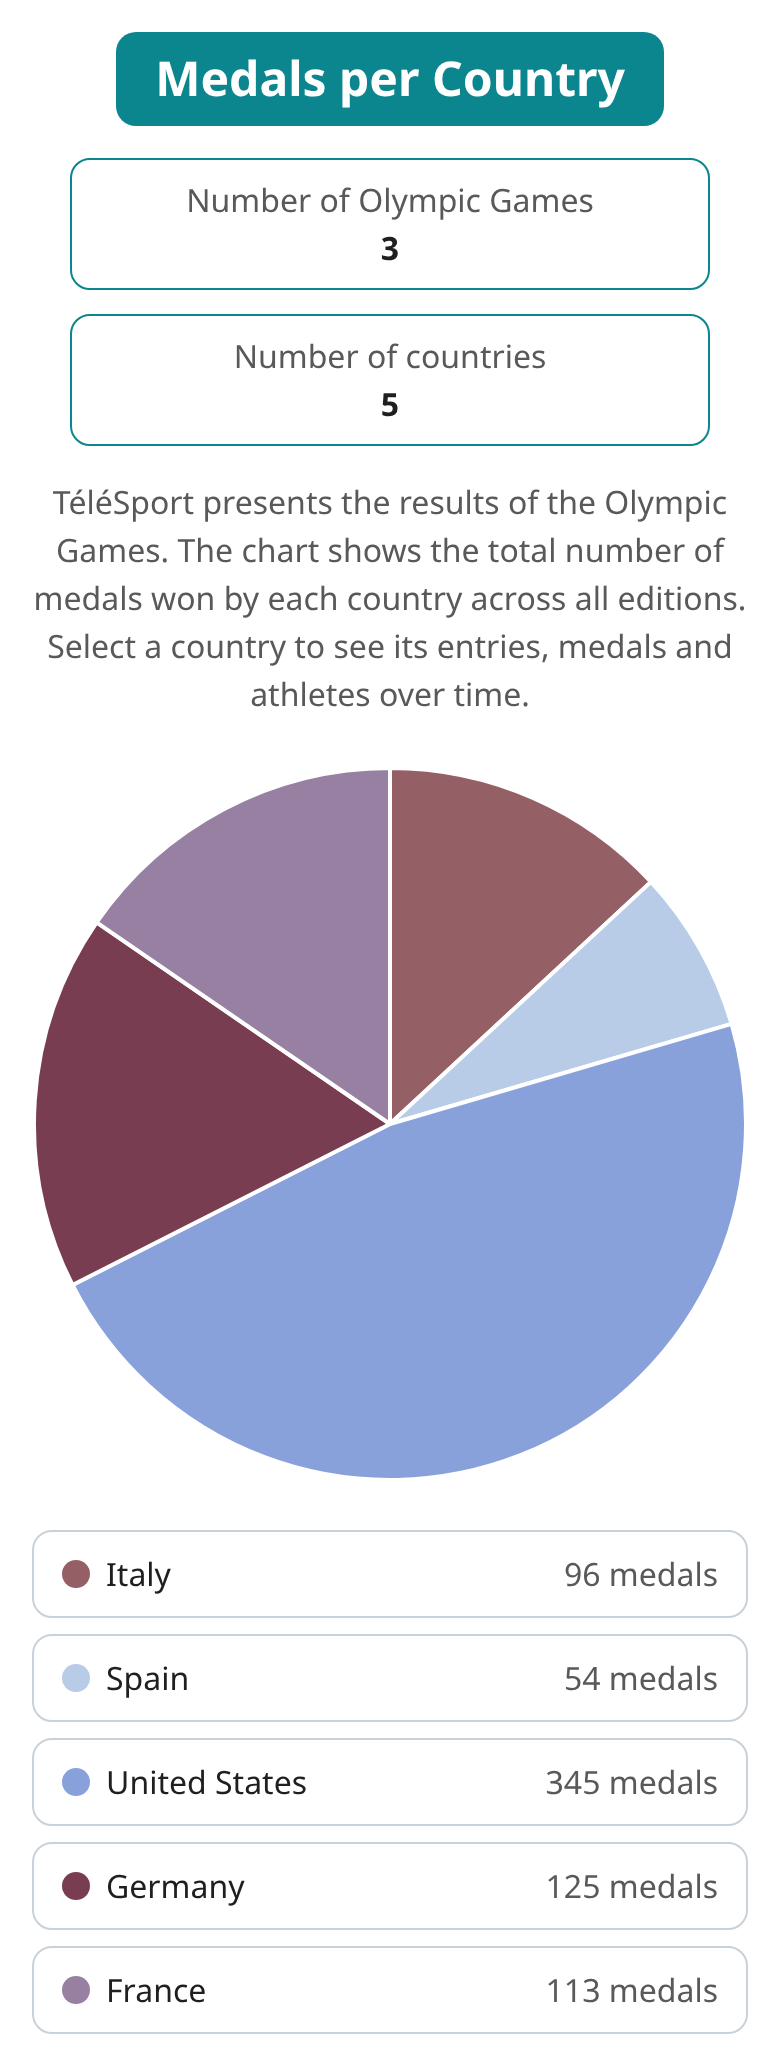 Medals per Country
Number of Olympic Games
3
Number of countries
5
TéléSport presents the results of the Olympic
Games. The chart shows the total number of
medals won by each country across all editions.
Select a country to see its entries, medals and
athletes over time.
Italy 96 medals
Spain 54 medals
United States 345 medals
Germany 125 medals
France 113 medals